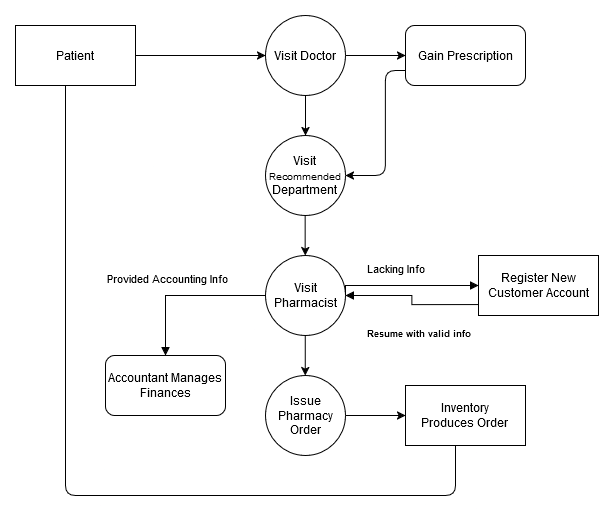 Patient
Visit Doctor
Gain Prescription
Visit
Recommended
Department
Lacking Info
Provided Accounting Info
Visit
Pharmacist
Register New
Customer Account
Resume with valid info
Accountant Manages
Finances
Issue
Pharmacy
Order
Inventory
Produces Order